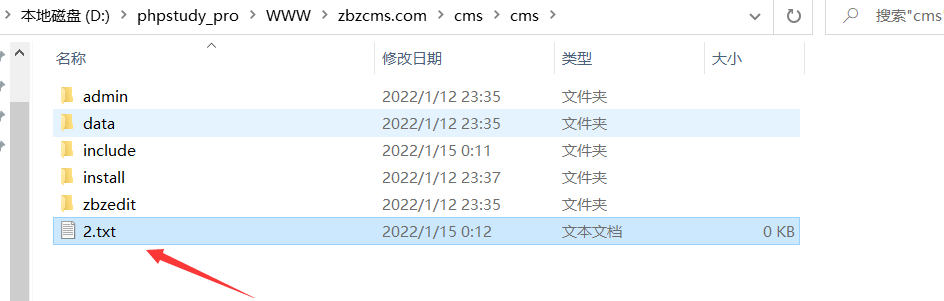 本地磁盘 (D:) > phpstudy_pro > WWW > zbzcms.com > cms > cms > 搜索"cms
名称 修改日期 类型 大小
admin 2022/1/12 23:35 文件夹
data 2022/1/12 23:35 文件夹
include 2022/1/15 0:11 文件夹
install 2022/1/12 23:37 文件夹
zbzedit 2022/1/12 23:35 文件夹
2.txt 2022/1/15 0:12 文本文档 0 KB